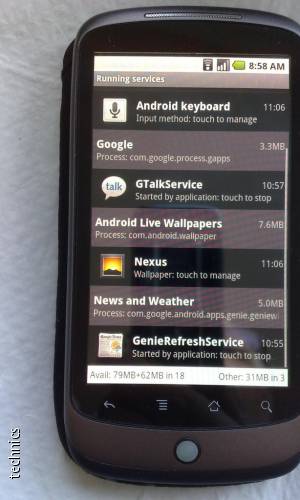 8:58 AM
Running services
Android keyboard 11:06
Input method: touch to manage
Google 3.3MB
Process: com.google.process.gapps
talk
GTalkService 10:57
Started by application: touch to stop
Android Live Wallpapers 7.6MB
Process: com.android.wallpaper
Nexus 11:06
Wallpaper: touch to manage
News and Weather 5.0MB
Process: com.google.android.apps.genie.geniew
GenieRefreshService 10:55
Started by application: touch to stop
Avail: 79MB+62MB in 18 Other: 31MB in 3
technics